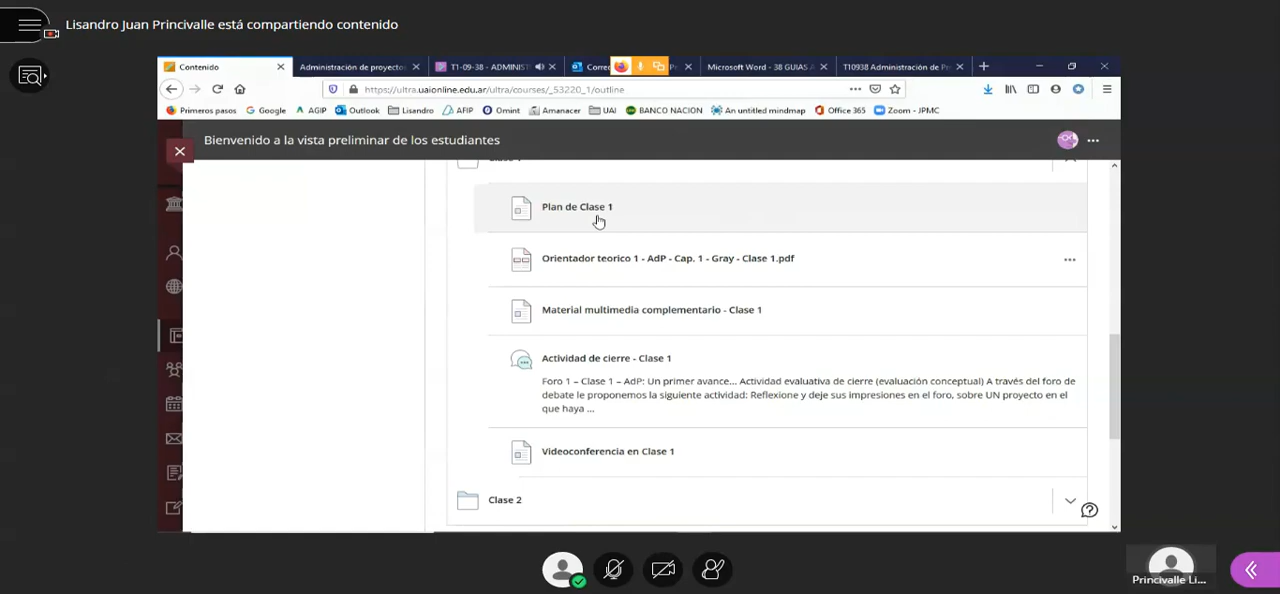 Lisandro Juan Princivalle está compartiendo contenido
Contenido
Administración de proyecto
T1-09-38 - ADMINIST
Corre
Microsoft Word - 38 GUIAS A
T10938 Administración de Pr
https://ultra.uaionline.edu.ar/ultra/courses/_53220_1/outline
Primeros pasos Google AGIP Outlook Lisandro AFIP Omint Amanacer UAI BANCO NACION An untitled mindmap Office 365 Zoom - JPMC
Bienvenido a la vista preliminar de los estudiantes
Plan de Clase 1
Orientador teorico 1 - AdP - Cap. 1 - Gray - Clase 1.pdf
Material multimedia complementario - Clase 1
Actividad de cierre - Clase 1
Foro 1 – Clase 1 – AdP: Un primer avance... Actividad evaluativa de cierre (evaluación conceptual) A través del foro de
debate le proponemos la siguiente actividad: Reflexione y deje sus impresiones en el foro, sobre UN proyecto en el
que haya ...
Videoconferencia en Clase 1
Clase 2
Princivalle Li...